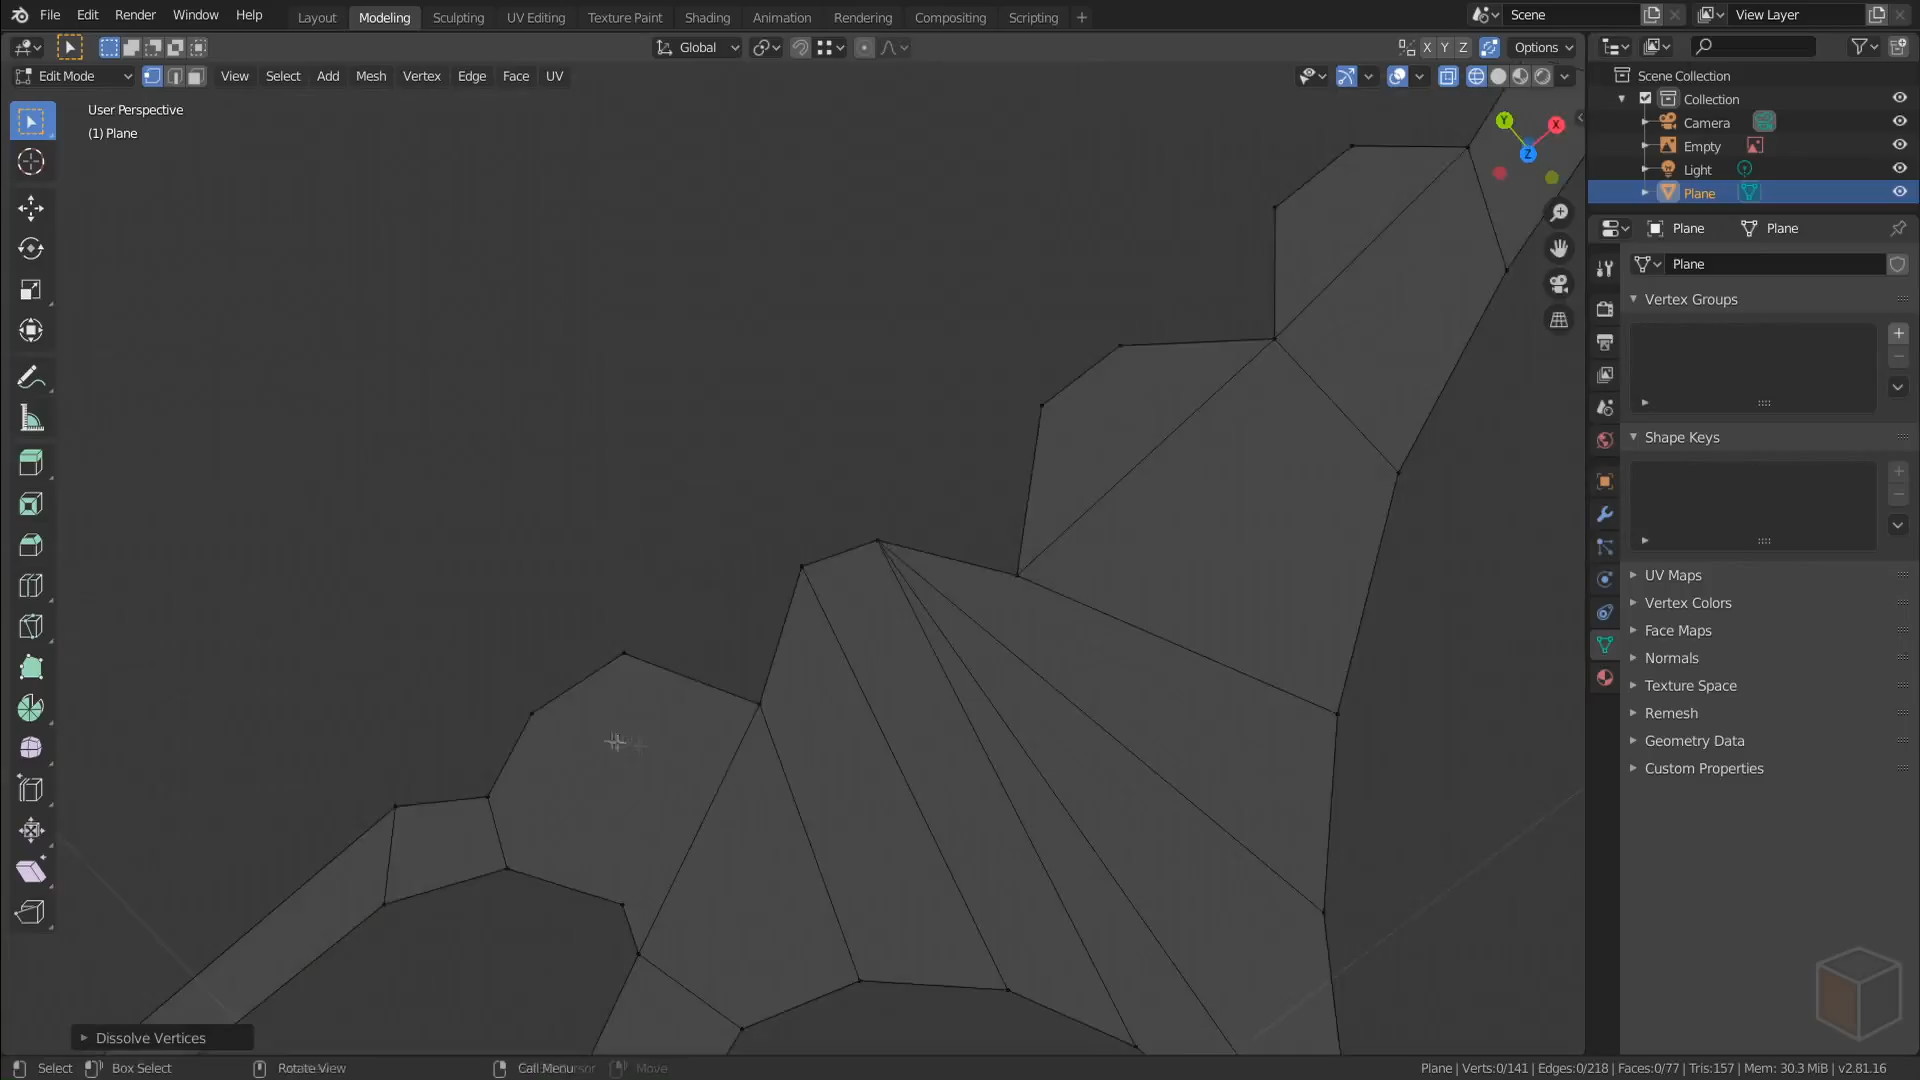 File Edit Render Window Help Layout Modeling Sculpting UV Editing Texture Paint Shading Animation Rendering Compositing Scripting + Scene View Layer
Global X Y Z Options
Edit Mode View Select Add Mesh Vertex Edge Face UV
User Perspective
(1) Plane
Y X
Z
Scene Collection
Collection
Camera
Empty
Light
Plane
Plane Plane
Plane
Vertex Groups
Shape Keys
UV Maps
Vertex Colors
Face Maps
Normals
Texture Space
Remesh
Geometry Data
Custom Properties
Dissolve Vertices
Select Box Select Rotate View Call Menu Move Plane | Verts:0/141 | Edges:0/218 | Faces:0/77 | Tris:157 | Mem: 30.3 MiB | v2.81.16